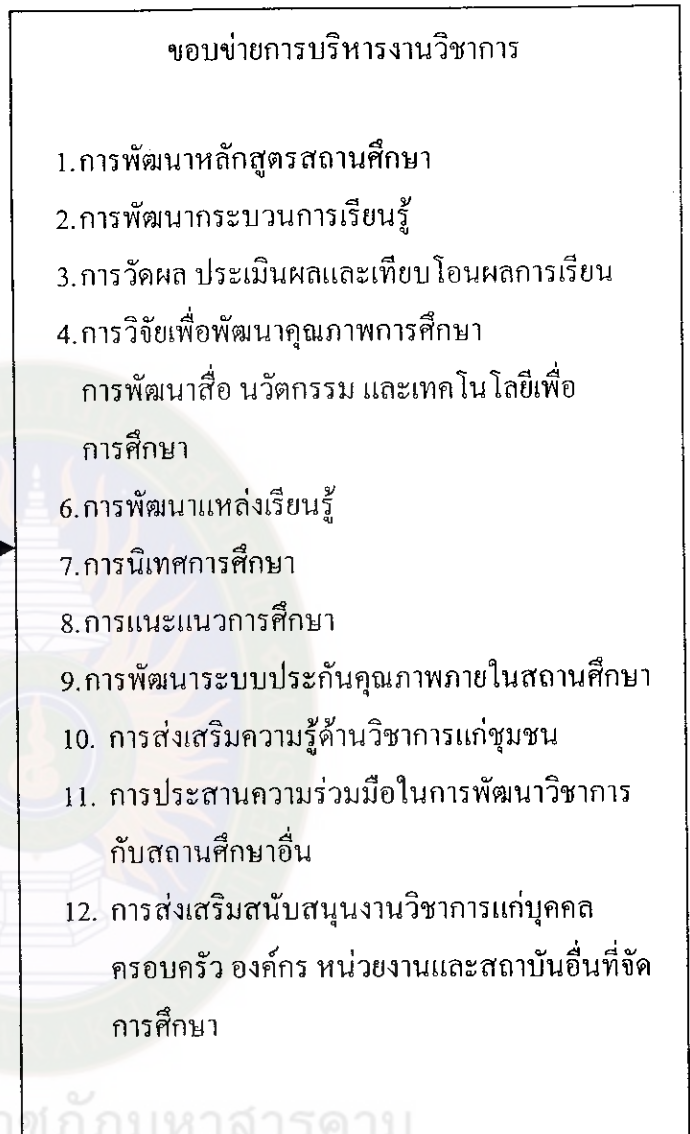 ขอบข่ายการบริหารงานวิชาการ
1.การพัฒนาหลักสูตรสถานศึกษา
2.การพัฒนากระบวนการเรียนรู้
3.การวัดผล ประเมินผลและเทียบโอนผลการเรียน
4.การวิจัยเพื่อพัฒนาคุณภาพการศึกษา
การพัฒนาสื่อ นวัตกรรม และเทคโนโลยีเพื่อ
การศึกษา
6.การพัฒนาแหล่งเรียนรู้
7.การนิเทศการศึกษา
8.การแนะแนวการศึกษา
9.การพัฒนาระบบประกันคุณภาพภายในสถานศึกษา
10. การส่งเสริมความรู้ด้านวิชาการแก่ชุมชน
11. การประสานความร่วมมือในการพัฒนาวิชาการ
กับสถานศึกษาอื่น
12. การส่งเสริมสนับสนุนงานวิชาการแก่บุคคล
ครอบครัว องค์กร หน่วยงานและสถาบันอื่นที่จัด
การศึกษา